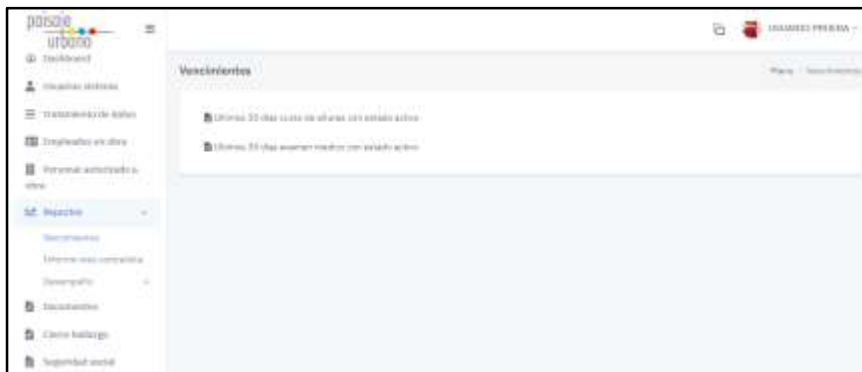 paisaje
urbano
Dashboard
USUARIO PRUEBA
Vencimientos
Vencimientos
Usuarios sistema
Tratamiento de datos
Últimos 30 días curso de alturas con estado activo
Empleados en obra
Últimos 30 días examen medico con estado activo
Personal autorizado a
obra
Reportes
Vencimientos
Informe mes contratista
Desempeño
Documentos
Cierre hallazgo
Seguridad social